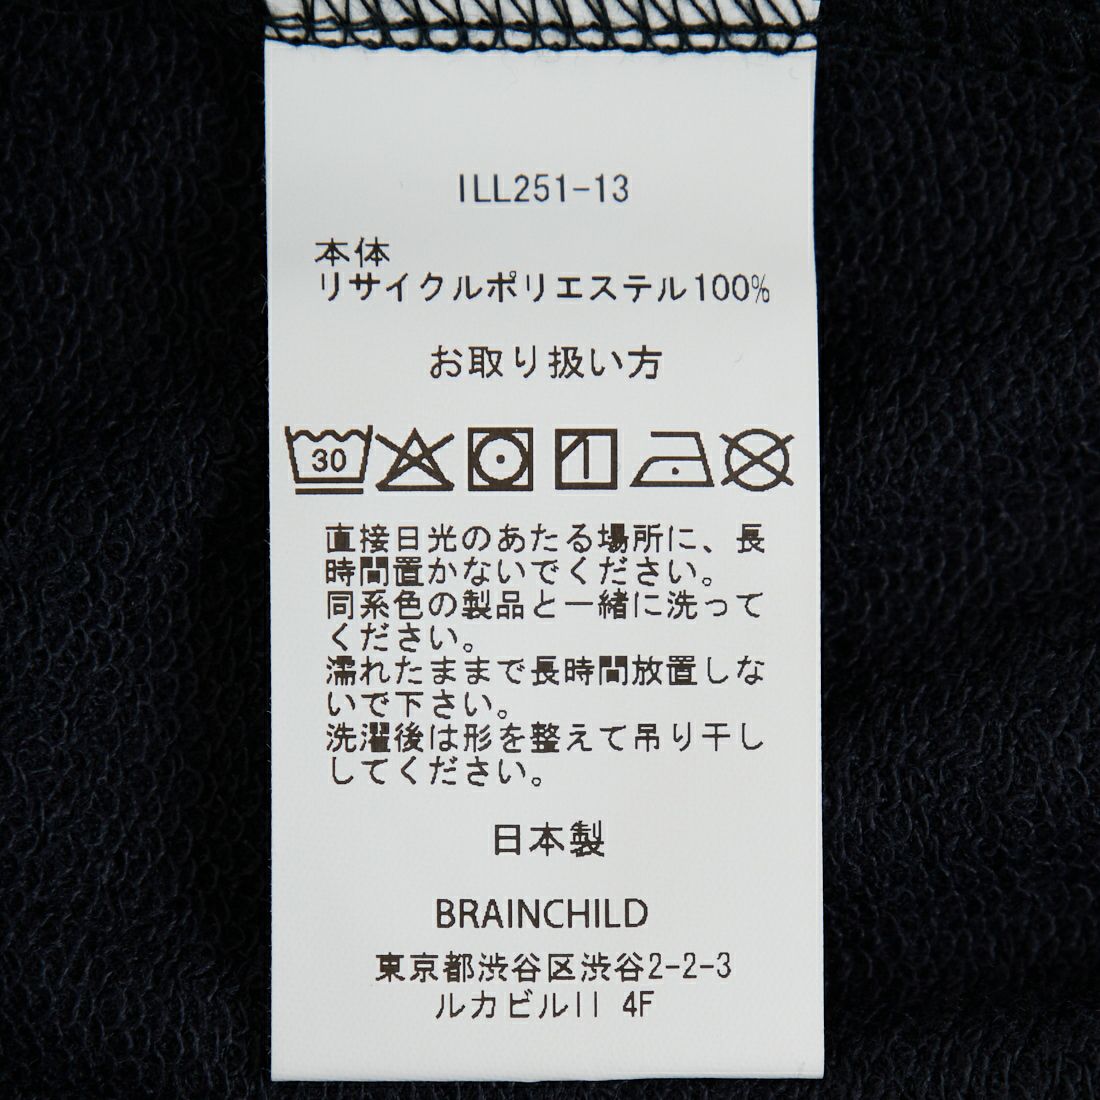 ILL251-13
本体
リサイクルポリエステル100%
お取り扱い方
30
直接日光のあたる場所に、長
時間置かないでください。
同系色の製品と一緒に洗って
ください。
濡れたままで長時間放置しな
いで下さい。
洗濯後は形を整えて吊り干し
してください。
日本製
BRAINCHILD
東京都渋谷区渋谷2-2-3
ルカビルII 4F